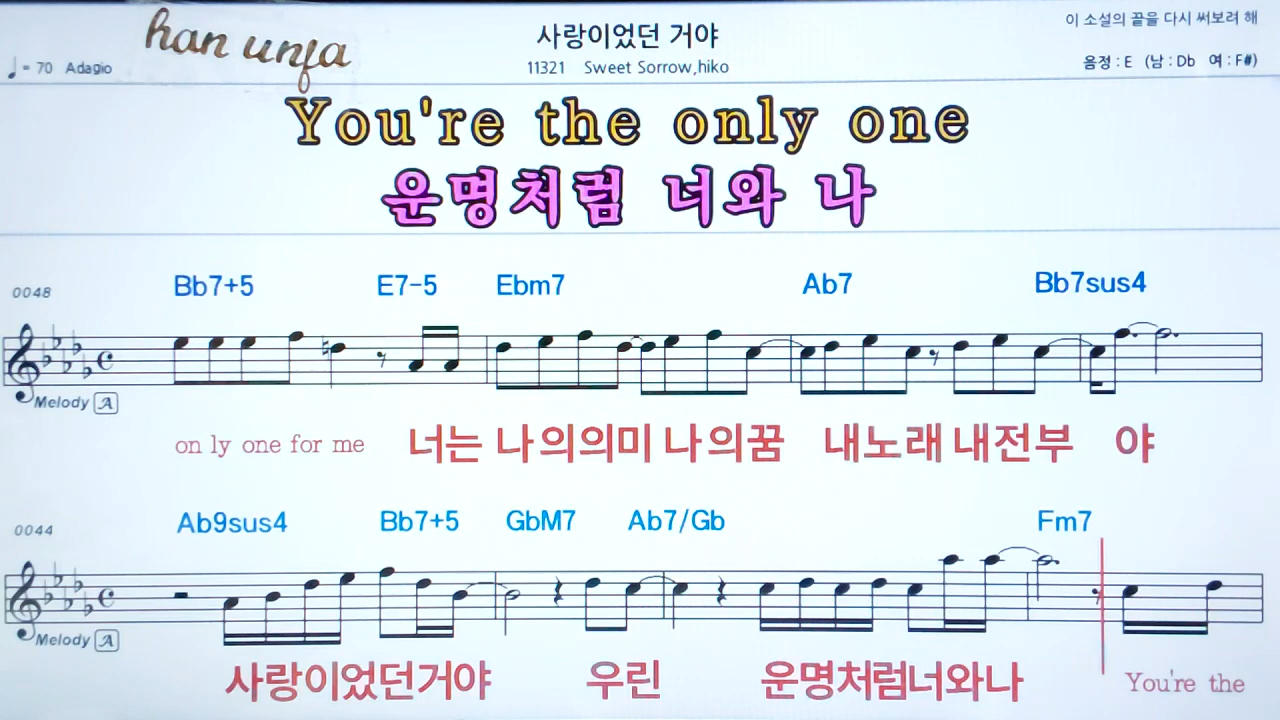 han unfa
사랑이었던 거야
이 소설의 끝을 다시 써보려 해
♩= 70 Adagio
11321 Sweet Sorrow,hiko
음정 : E (남 : Db 여 : F#)
You're the only one
운명처럼 너와 나
0048 Bb7+5 E7-5 Ebm7 Ab7 Bb7sus4
Melody A
on ly one for me 너는 나의의미 나의꿈 내노래 내전부 야
0044 Ab9sus4 Bb7+5 GbM7 Ab7/Gb Fm7
Melody A
사랑이었던거야 우린 운명처럼너와나 You're the